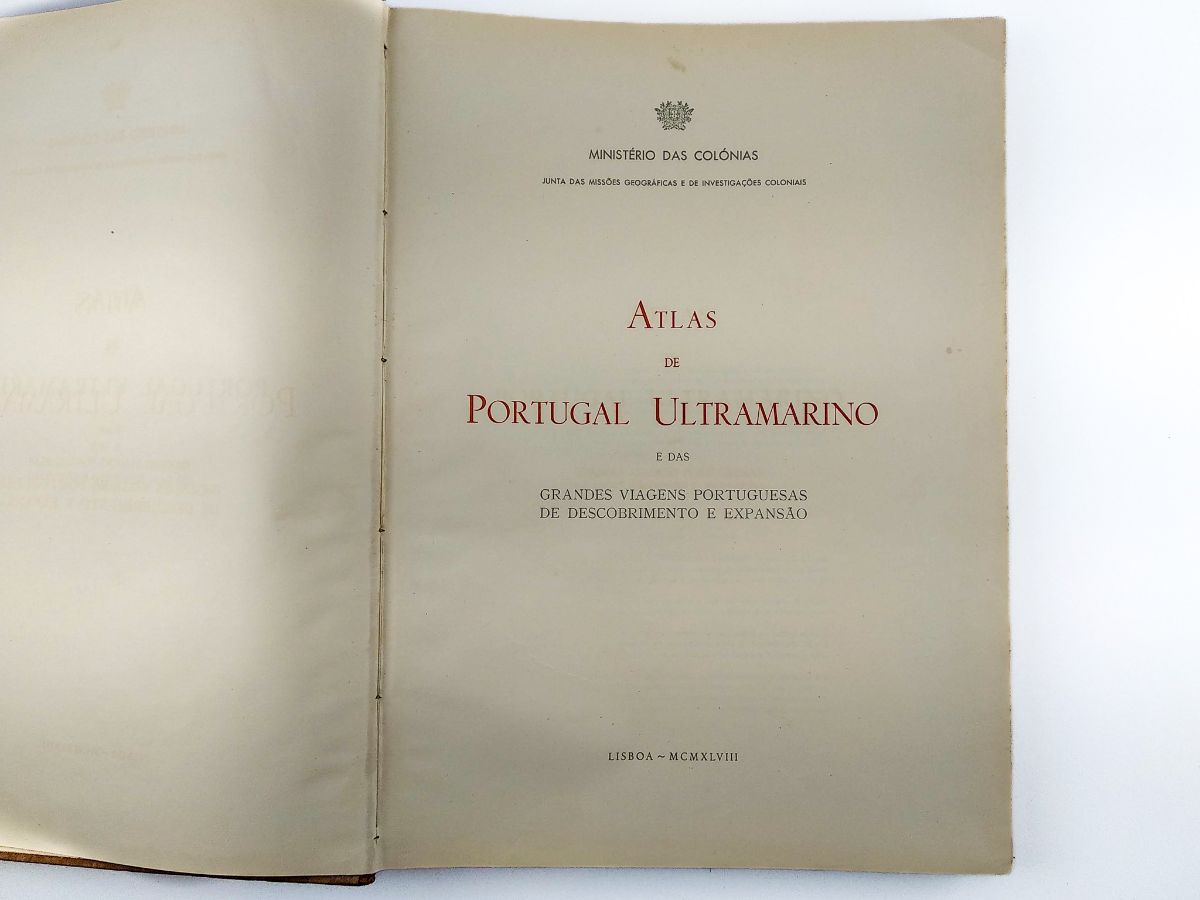 MINISTÉRIO DAS COLÓNIAS
JUNTA DAS MISSÕES GEOGRÁFICAS E DE INVESTIGAÇÕES COLONIAIS
ATLAS
DE
PORTUGAL ULTRAMARINO
E DAS
GRANDES VIAGENS PORTUGUESAS
DE DESCOBRIMENTO E EXPANSÃO
LISBOA ~ MCMXLVIII